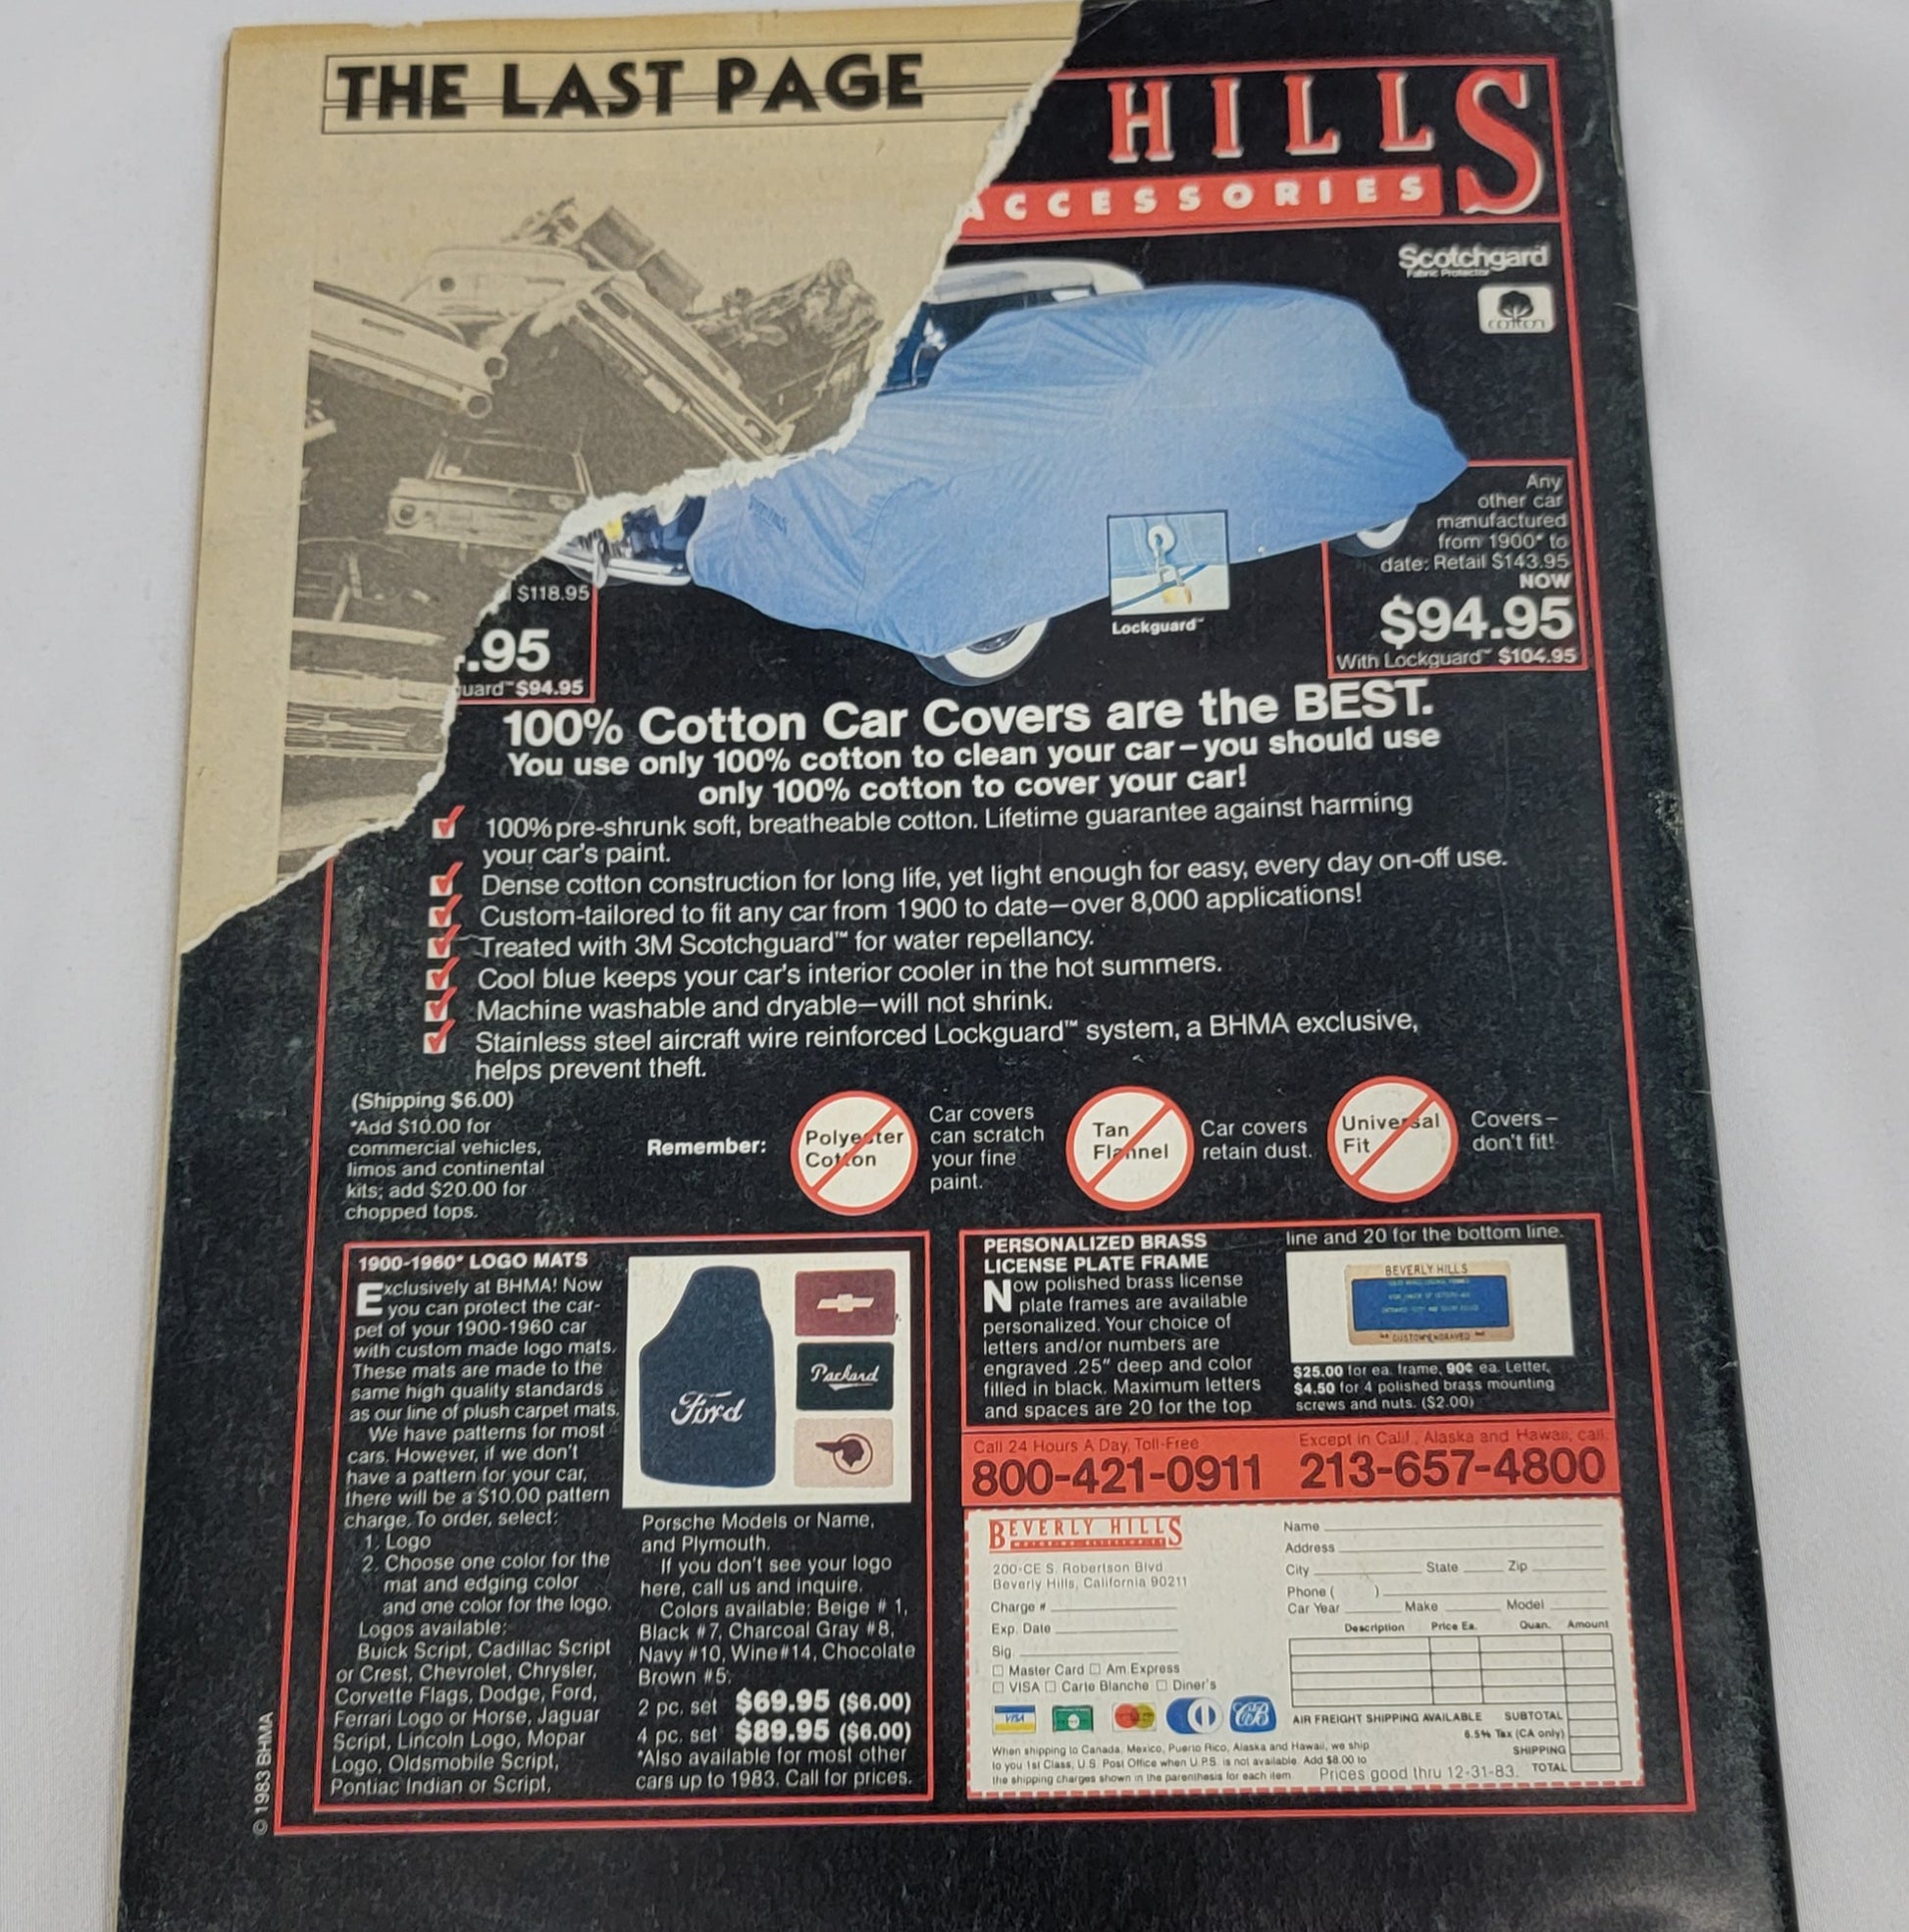 THE LAST PAGE
HILLS
ACCESSORIES
Scotchgard
Fabric Protector
COTTON
$118.95
.95
uard™ $94.95
Lockguard™
Any
other car
manufactured
from 1900* to
date: Retail $143.95
NOW
$94.95
With Lockguard™ $104.95
100% Cotton Car Covers are the BEST.
You use only 100% cotton to clean your car–you should use
only 100% cotton to cover your car!
100% pre-shrunk soft, breatheable cotton. Lifetime guarantee against harming
your car's paint.
Dense cotton construction for long life, yet light enough for easy, every day on-off use.
Custom-tailored to fit any car from 1900 to date—over 8,000 applications!
Treated with 3M Scotchguard™ for water repellancy.
Cool blue keeps your car's interior cooler in the hot summers.
Machine washable and dryable—will not shrink.
Stainless steel aircraft wire reinforced Lockguard™ system, a BHMA exclusive,
helps prevent theft.
(Shipping $6.00)
*Add $10.00 for
commercial vehicles,
limos and continental
kits; add $20.00 for
chopped tops.
Remember:
Polyester
Cotton
Car covers
can scratch
your fine
paint.
Tan
Flannel
Car covers
retain dust.
Universal
Fit
Covers–
don't fit!
1900-1960* LOGO MATS
Exclusively at BHMA! Now
you can protect the car-
pet of your 1900-1960 car
with custom made logo mats.
These mats are made to the
same high quality standards
as our line of plush carpet mats.
We have patterns for most
cars. However, if we don't
have a pattern for your car,
there will be a $10.00 pattern
charge. To order, select:
1. Logo
2. Choose one color for the
mat and edging color
and one color for the logo.
Logos available:
Buick Script, Cadillac Script
or Crest, Chevrolet, Chrysler,
Corvette Flags, Dodge, Ford,
Ferrari Logo or Horse, Jaguar
Script, Lincoln Logo, Mopar
Logo, Oldsmobile Script,
Pontiac Indian or Script,
Ford
Packard
Porsche Models or Name,
and Plymouth.
If you don't see your logo
here, call us and inquire.
Colors available: Beige #1,
Black #7, Charcoal Gray #8,
Navy #10, Wine #14, Chocolate
Brown #5.
2 pc. set $69.95 ($6.00)
4 pc. set $89.95 ($6.00)
*Also available for most other
cars up to 1983. Call for prices.
PERSONALIZED BRASS
LICENSE PLATE FRAME
Now polished brass license
plate frames are available
personalized. Your choice of
letters and/or numbers are
engraved .25" deep and color
filled in black. Maximum letters
and spaces are 20 for the top
line and 20 for the bottom line.
BEVERLY HILLS
CUSTOM ENGRAVED
$25.00 for ea. frame, 90¢ ea. Letter,
$4.50 for 4 polished brass mounting
screws and nuts. ($2.00)
Call 24 Hours A Day, Toll-Free
800-421-0911
Except in Calif., Alaska and Hawaii, call:
213-657-4800
BEVERLY HILLS
MOTORING ACCESSORIES
200-CE S. Robertson Blvd
Beverly Hills, California 90211
Charge #
Exp. Date
Sig.
Master Card Am Express
VISA Carte Blanche Diner's
VISA
CB
Name
Address
City State Zip
Phone ( )
Car Year Make Model
Description Price Ea. Quan. Amount
AIR FREIGHT SHIPPING AVAILABLE SUBTOTAL
6.5% Tax (CA only)
SHIPPING
TOTAL
When shipping to Canada, Mexico, Puerto Rico, Alaska and Hawaii, we ship
to you 1st Class, U.S. Post Office when U.P.S. is not available. Add $8.00 to
the shipping charges shown in the parenthesis for each item.
Prices good thru 12-31-83.
© 1983 BHMA